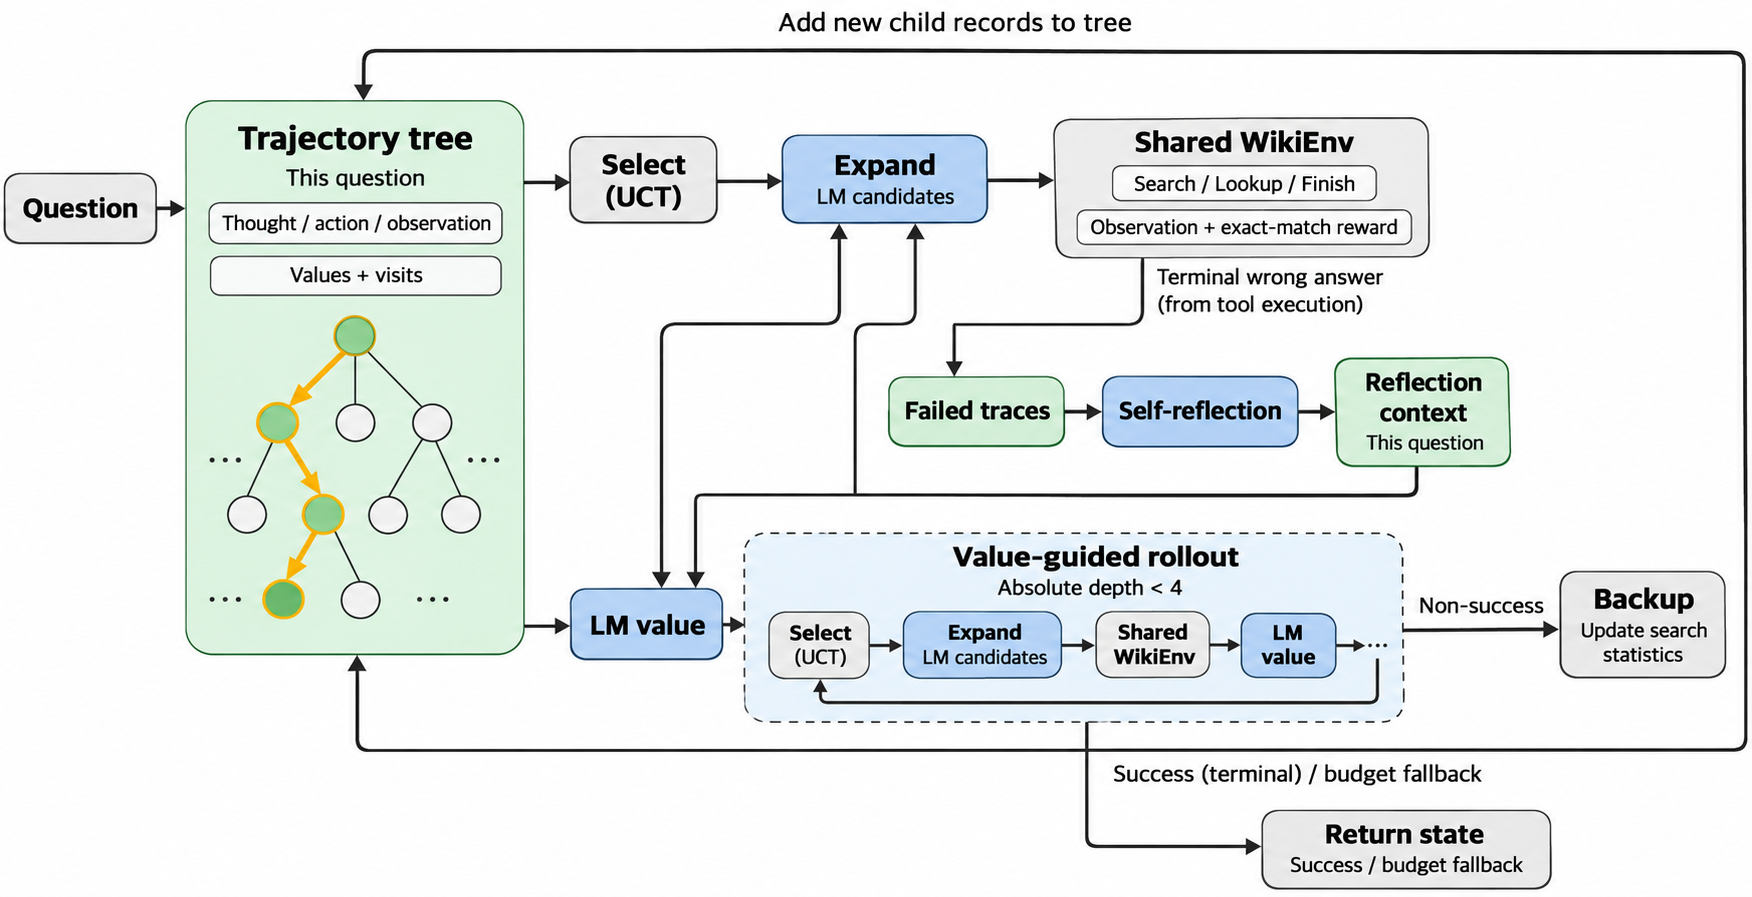 Add new child records to tree
Question
Trajectory tree
This question
Thought / action / observation
Values + visits
...
...
...
...
Select
(UCT)
Expand
LM candidates
Shared WikiEnv
Search / Lookup / Finish
Observation + exact-match reward
Terminal wrong answer
(from tool execution)
Failed traces
Self-reflection
Reflection
context
This question
LM value
Value-guided rollout
Absolute depth < 4
Select
(UCT)
Expand
LM candidates
Shared
WikiEnv
LM
value
...
Non-success
Backup
Update search
statistics
Success (terminal) / budget fallback
Return state
Success / budget fallback